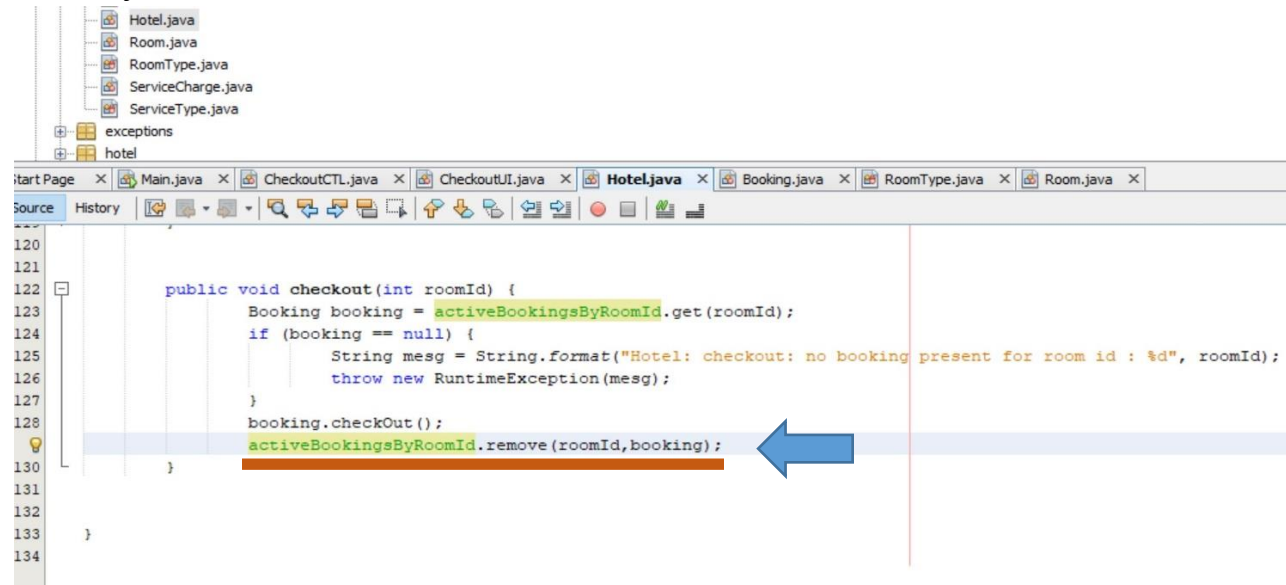 Hotel.java
Room.java
RoomType.java
ServiceCharge.java
ServiceType.java
exceptions
hotel
Start Page Main.java CheckoutCTL.java CheckoutUI.java Hotel.java Booking.java RoomType.java Room.java
Source History
120
121
122 public void checkout(int roomId) {
123 Booking booking = activeBookingsByRoomId.get(roomId);
124 if (booking == null) {
125 String mesg = String.format("Hotel: checkout: no booking present for room id : %d", roomId);
126 throw new RuntimeException(mesg);
127 }
128 booking.checkOut();
activeBookingsByRoomId.remove(roomId,booking);
130 }
131
132
133 }
134